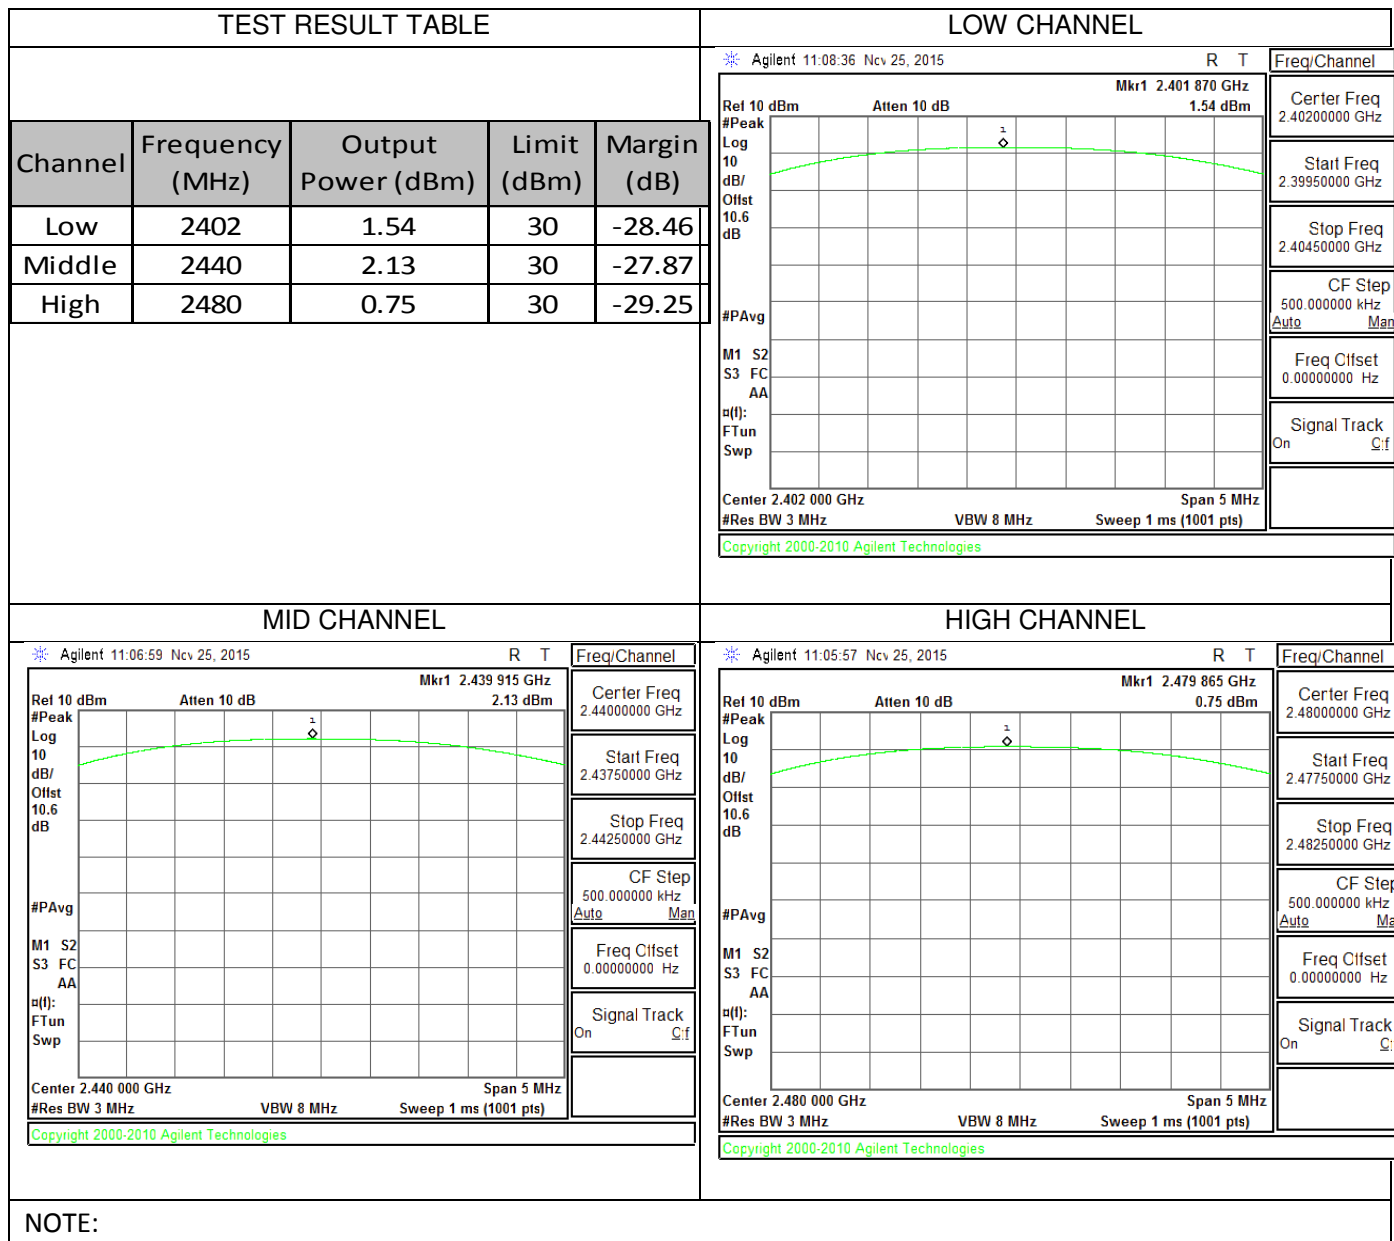 TEST RESULT TABLE
Channel Frequency (MHz) Output Power (dBm) Limit (dBm) Margin (dB)
Low 2402 1.54 30 -28.46
Middle 2440 2.13 30 -27.87
High 2480 0.75 30 -29.25
LOW CHANNEL
Agilent 11:08:36 Nov 25, 2015 R T
Mkr1 2.401 870 GHz
Ref 10 dBm Atten 10 dB 1.54 dBm
#Peak
Log
10
dB/
Offst
10.6
dB
#PAvg
M1 S2
S3 FC
AA
¤(f):
FTun
Swp
1
Center 2.402 000 GHz Span 5 MHz
#Res BW 3 MHz VBW 8 MHz Sweep 1 ms (1001 pts)
Copyright 2000-2010 Agilent Technologies
Freq/Channel
Center Freq
2.40200000 GHz
Start Freq
2.39950000 GHz
Stop Freq
2.40450000 GHz
CF Step
500.000000 kHz
Auto Man
Freq Offset
0.00000000 Hz
Signal Track
On Off
MID CHANNEL
Agilent 11:06:59 Nov 25, 2015 R T
Mkr1 2.439 915 GHz
Ref 10 dBm Atten 10 dB 2.13 dBm
#Peak
Log
10
dB/
Offst
10.6
dB
#PAvg
M1 S2
S3 FC
AA
¤(f):
FTun
Swp
1
Center 2.440 000 GHz Span 5 MHz
#Res BW 3 MHz VBW 8 MHz Sweep 1 ms (1001 pts)
Copyright 2000-2010 Agilent Technologies
Freq/Channel
Center Freq
2.44000000 GHz
Start Freq
2.43750000 GHz
Stop Freq
2.44250000 GHz
CF Step
500.000000 kHz
Auto Man
Freq Offset
0.00000000 Hz
Signal Track
On Off
HIGH CHANNEL
Agilent 11:05:57 Nov 25, 2015 R T
Mkr1 2.479 865 GHz
Ref 10 dBm Atten 10 dB 0.75 dBm
#Peak
Log
10
dB/
Offst
10.6
dB
#PAvg
M1 S2
S3 FC
AA
¤(f):
FTun
Swp
1
Center 2.480 000 GHz Span 5 MHz
#Res BW 3 MHz VBW 8 MHz Sweep 1 ms (1001 pts)
Copyright 2000-2010 Agilent Technologies
Freq/Channel
Center Freq
2.48000000 GHz
Start Freq
2.47750000 GHz
Stop Freq
2.48250000 GHz
CF Step
500.000000 kHz
Auto Ma
Freq Offset
0.00000000 Hz
Signal Track
On
NOTE: